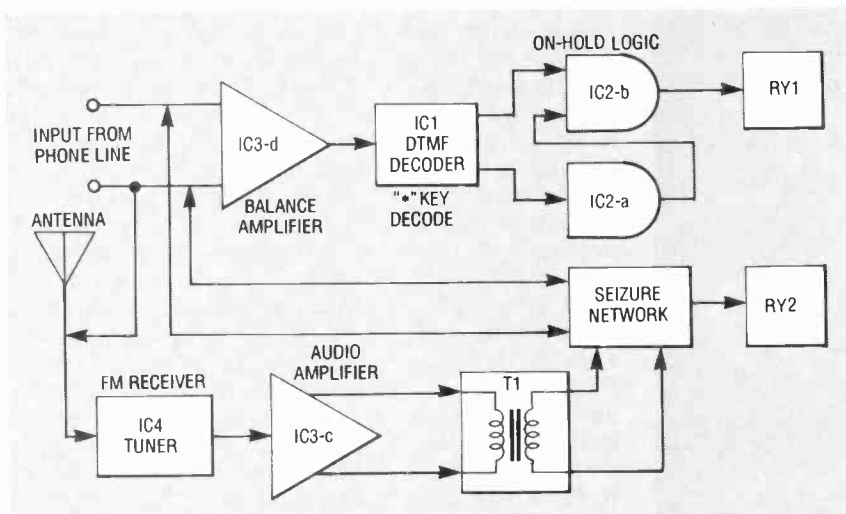 ON-HOLD LOGIC
INPUT FROM
PHONE LINE
IC3-d
BALANCE
AMPLIFIER
IC1
DTMF
DECODER
"*" KEY
DECODE
IC2-b
RY1
IC2-a
ANTENNA
SEIZURE
NETWORK
RY2
FM RECEIVER
IC4
TUNER
AUDIO
AMPLIFIER
IC3-c
T1